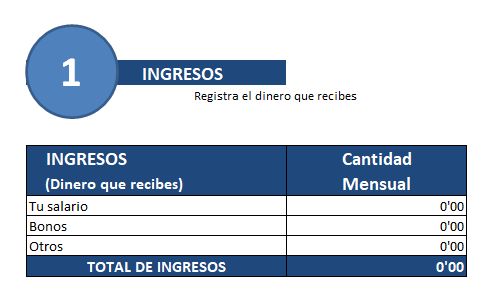 1
INGRESOS
Registra el dinero que recibes
INGRESOS
(Dinero que recibes)
Cantidad
Mensual
Tu salario 0'00
Bonos 0'00
Otros 0'00
TOTAL DE INGRESOS 0'00